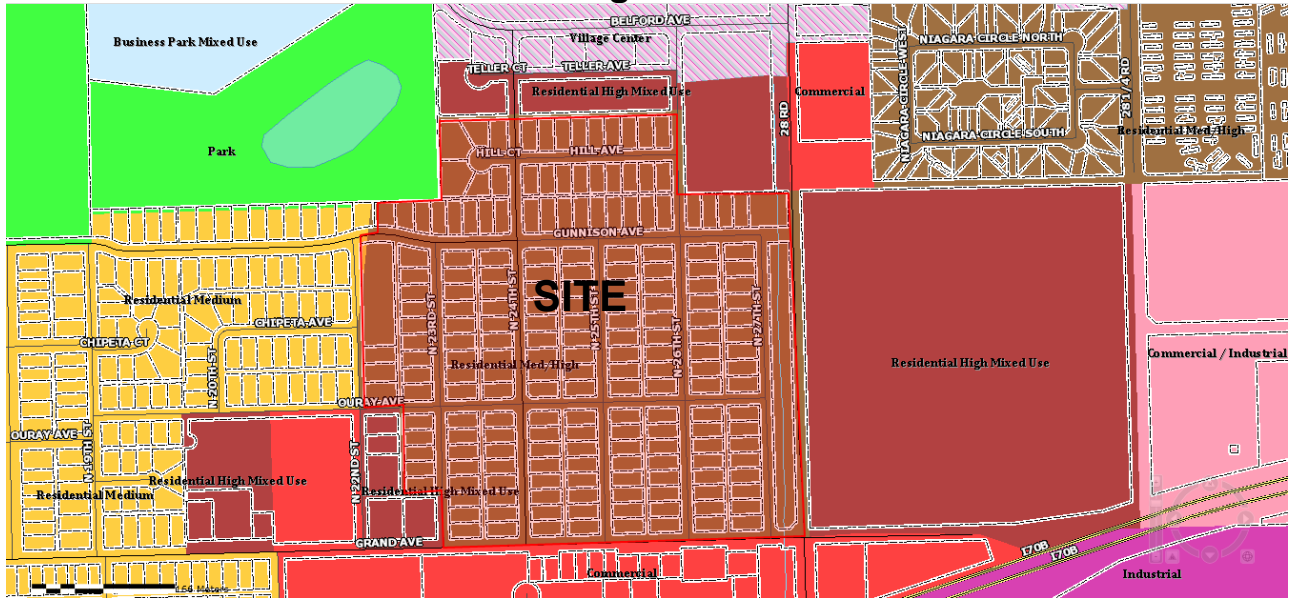 BELFORD AVE
Business Park Mixed Use
Village Center
NIAGARA CIRCLE NORTH
TELLER CT
TELLER AVE
Residential High Mixed Use
Commercial
NIAGARA CIRCLE WEST
28 1/4 RD
28 RD
NIAGARA CIRCLE SOUTH
Residential Med/High
Park
HILL CT
HILL AVE
GUNNISON AVE
SITE
Residential Medium
N 23RD ST
N 24TH ST
N 25TH ST
N 26TH ST
N 27TH ST
CHIPETA AVE
CHIPETA CT
N 20TH ST
Residential Med/High
Residential High Mixed Use
Commercial / Industrial
OURAY AVE
OURAY AVE
N 19TH ST
N 22ND ST
Residential High Mixed Use
Residential High Mixed Use
Residential Medium
GRAND AVE
I70B
I70B
Commercial
Industrial
156 Meters